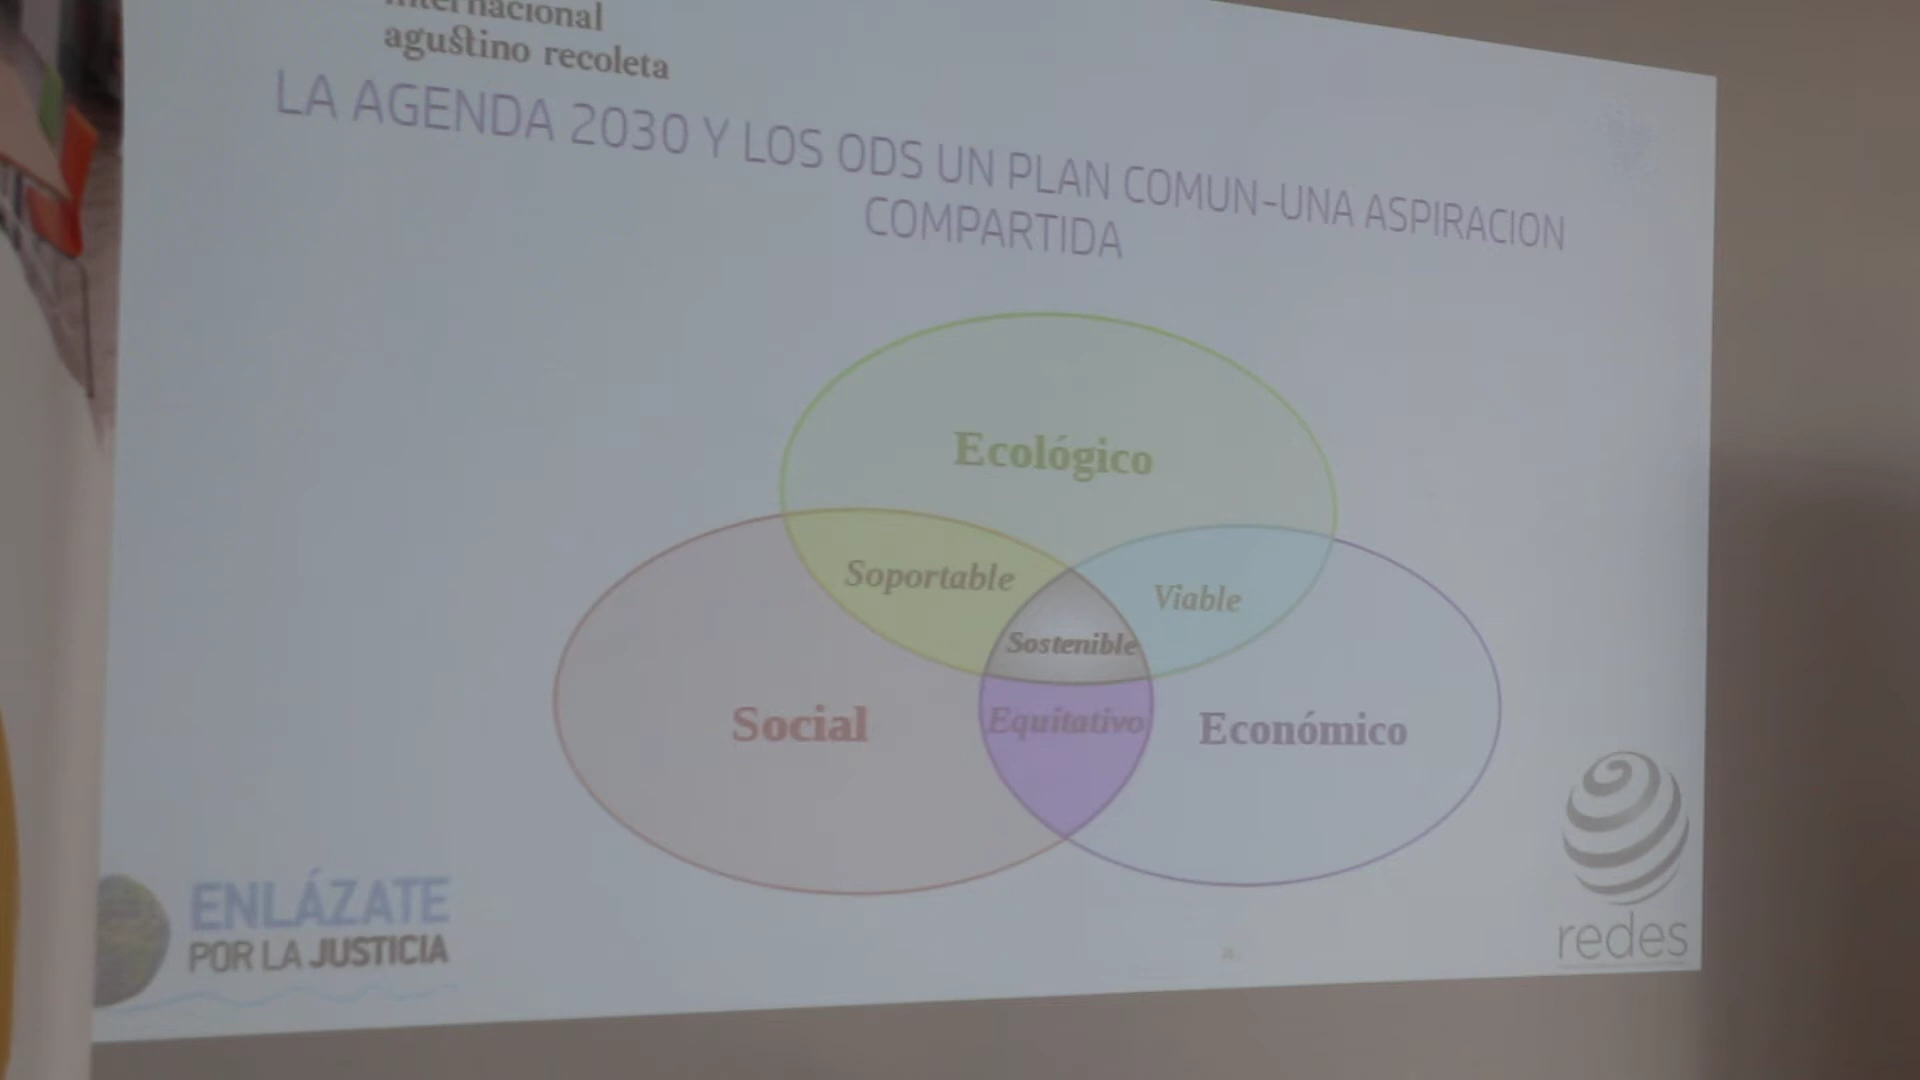 internacional
agustino recoleta
LA AGENDA 2030 Y LOS ODS UN PLAN COMUN-UNA ASPIRACION
COMPARTIDA
Ecológico
Soportable
Viable
Sostenible
Social
Equitativo
Económico
ENLÁZATE
POR LA JUSTICIA
redes